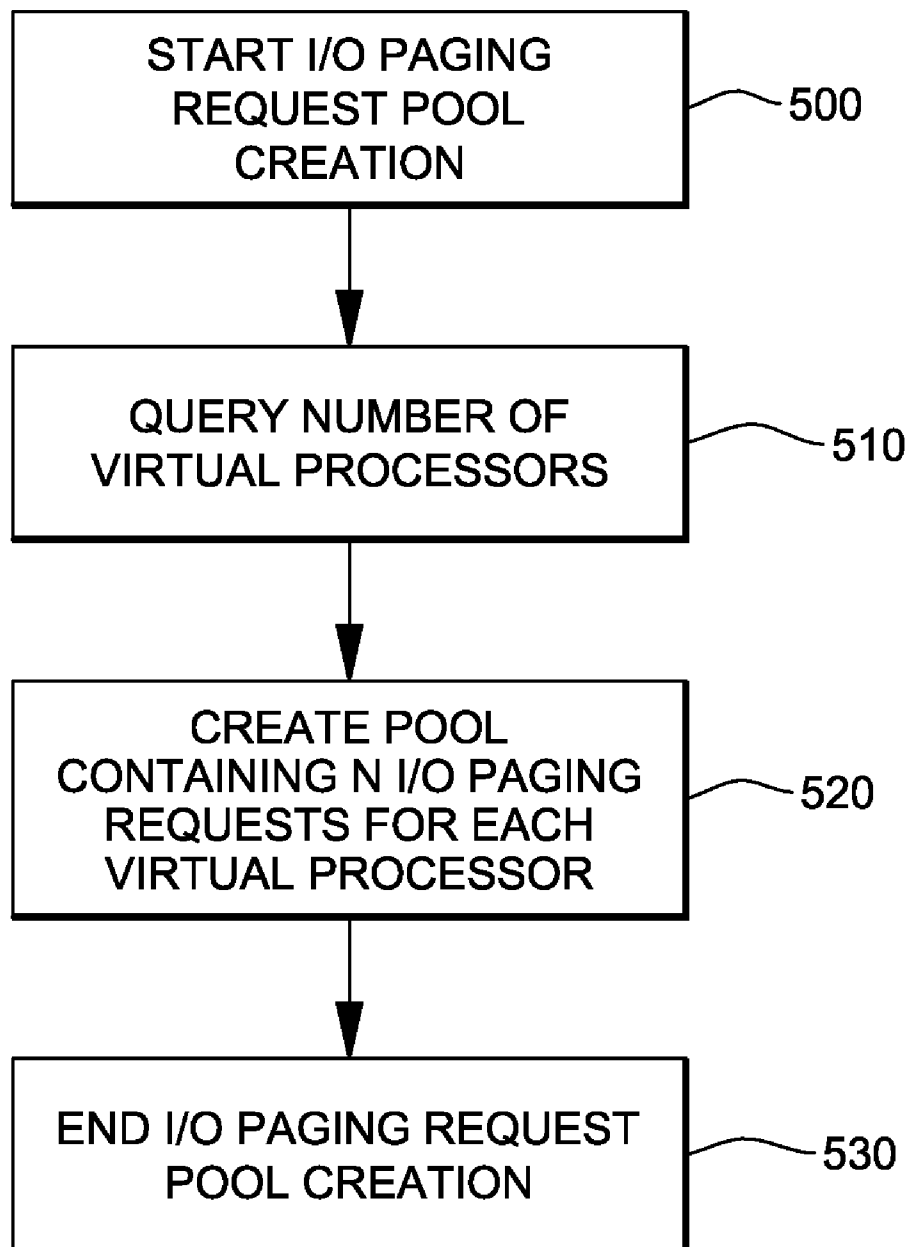 START I/O PAGING
REQUEST POOL
CREATION
500
QUERY NUMBER OF
VIRTUAL PROCESSORS
510
CREATE POOL
CONTAINING N I/O PAGING
REQUESTS FOR EACH
VIRTUAL PROCESSOR
520
END I/O PAGING REQUEST
POOL CREATION
530